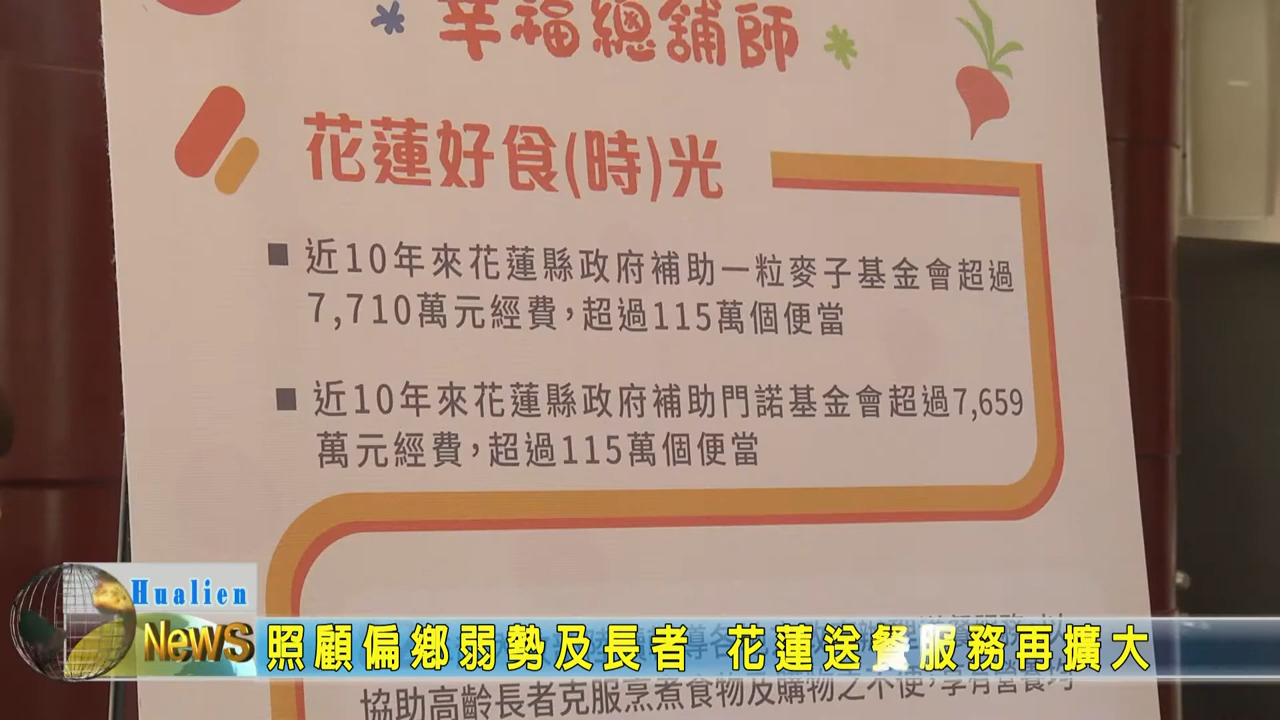 幸福總舖師
花蓮好食(時)光
■ 近10年來花蓮縣政府補助一粒麥子基金會超過
7,710萬元經費,超過115萬個便當
■ 近10年來花蓮縣政府補助門諾基金會超過7,659
萬元經費,超過115萬個便當
Hualien
NewS
照顧偏鄉弱勢及長者 花蓮送餐服務再擴大
協助高齡長者克服烹煮食物及購物之不便,享有營養均